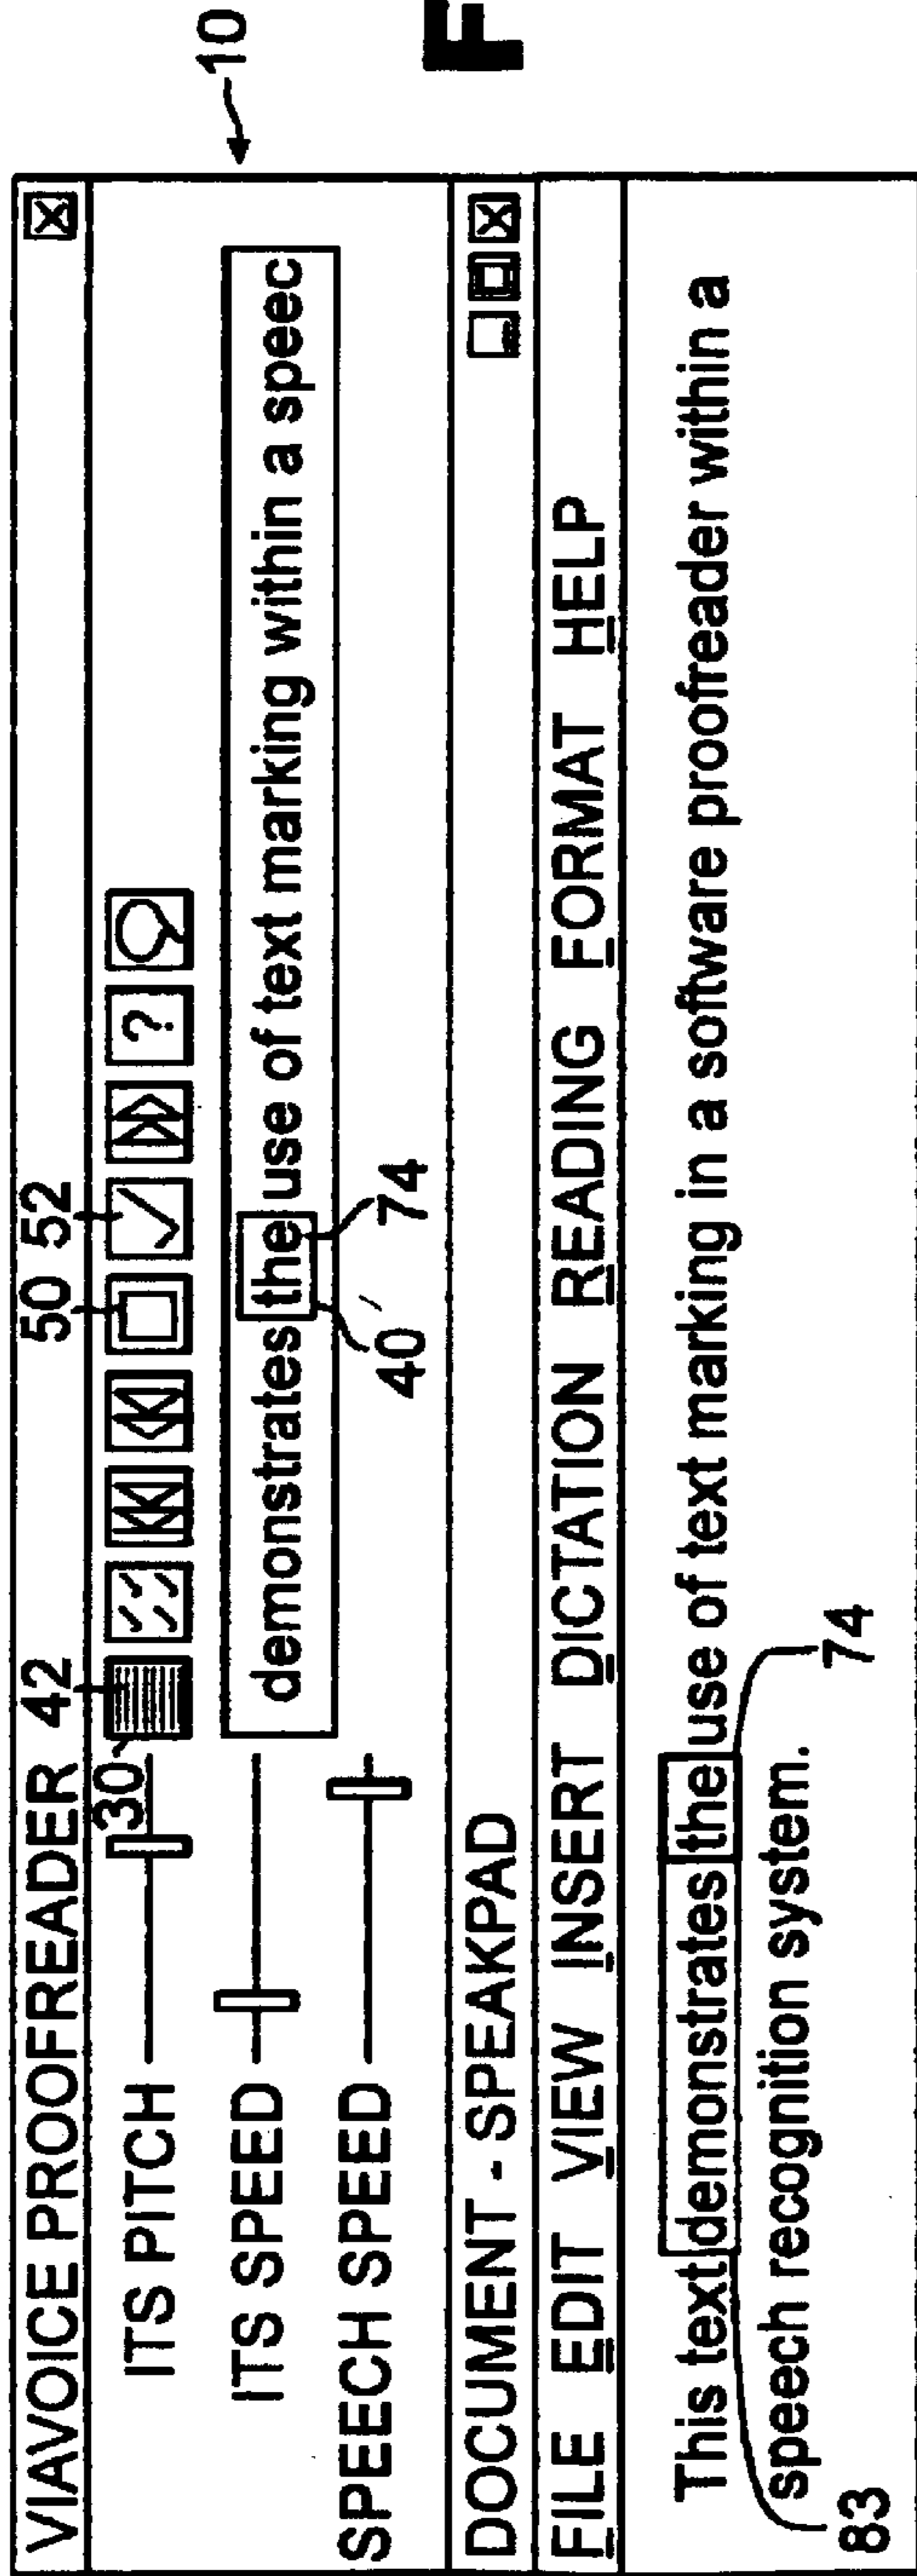 VIAVOICE PROOFREADER 42 50 52
10
30
?
ITS PITCH
ITS SPEED
demonstrates the use of text marking within a speec
SPEECH SPEED
40 74
F
DOCUMENT - SPEAKPAD
FILE EDIT VIEW INSERT DICTATION READING FORMAT HELP
This text demonstrates the use of text marking in a software proofreader within a
speech recognition system.
83 74